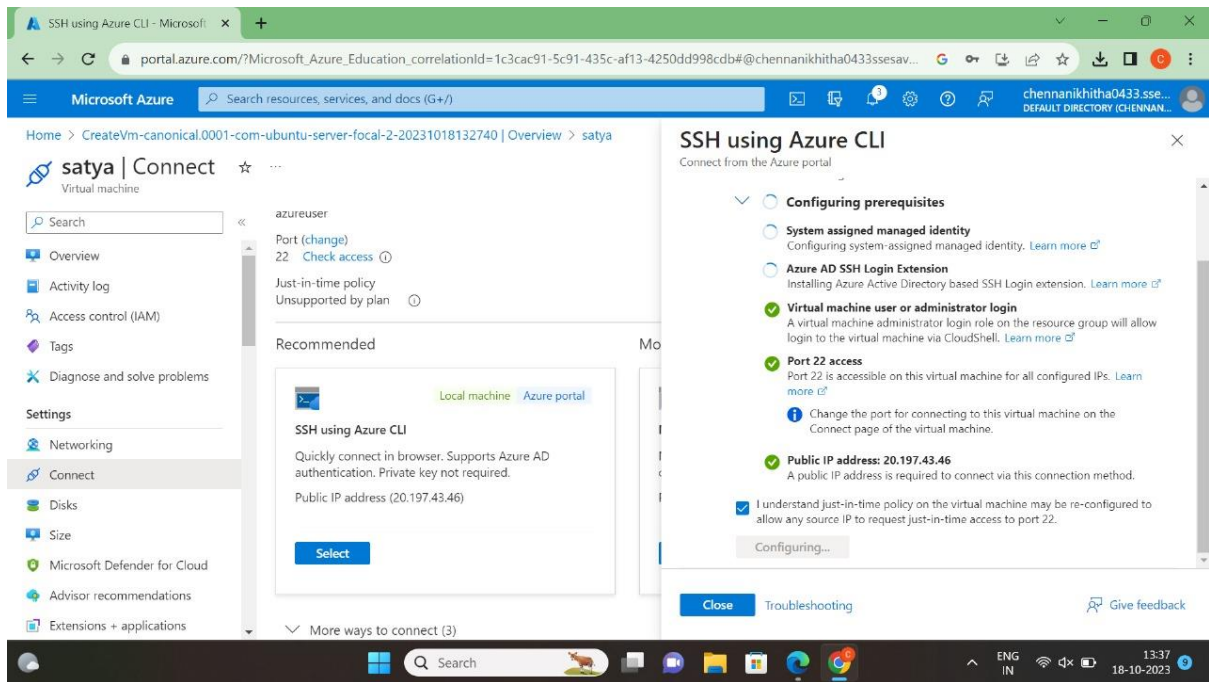 SSH using Azure CLI - Microsoft
portal.azure.com/?Microsoft_Azure_Education_correlationId=1c3cac91-5c91-435c-af13-4250dd998cdb#@chennanikhitha0433ssesav...
Microsoft Azure
Search resources, services, and docs (G+/)
3
chennanikhitha0433.sse...
DEFAULT DIRECTORY (CHENNAN...
Home > CreateVm-canonical.0001-com-ubuntu-server-focal-2-20231018132740 | Overview > satya
satya | Connect
Virtual machine
Search
Overview
Activity log
Access control (IAM)
Tags
Diagnose and solve problems
Settings
Networking
Connect
Disks
Size
Microsoft Defender for Cloud
Advisor recommendations
Extensions + applications
azureuser
Port (change)
22 Check access
Just-in-time policy
Unsupported by plan
Recommended
Mo
Local machine Azure portal
SSH using Azure CLI
Quickly connect in browser. Supports Azure AD
authentication. Private key not required.
Public IP address (20.197.43.46)
Select
More ways to connect (3)
SSH using Azure CLI
Connect from the Azure portal
Configuring prerequisites
System assigned managed identity
Configuring system-assigned managed identity. Learn more
Azure AD SSH Login Extension
Installing Azure Active Directory based SSH Login extension. Learn more
Virtual machine user or administrator login
A virtual machine administrator login role on the resource group will allow
login to the virtual machine via CloudShell. Learn more
Port 22 access
Port 22 is accessible on this virtual machine for all configured IPs. Learn
more
Change the port for connecting to this virtual machine on the
Connect page of the virtual machine.
Public IP address: 20.197.43.46
A public IP address is required to connect via this connection method.
I understand just-in-time policy on the virtual machine may be re-configured to
allow any source IP to request just-in-time access to port 22.
Configuring...
Close Troubleshooting
Give feedback
Search
ENG
IN
13:37
18-10-2023
9